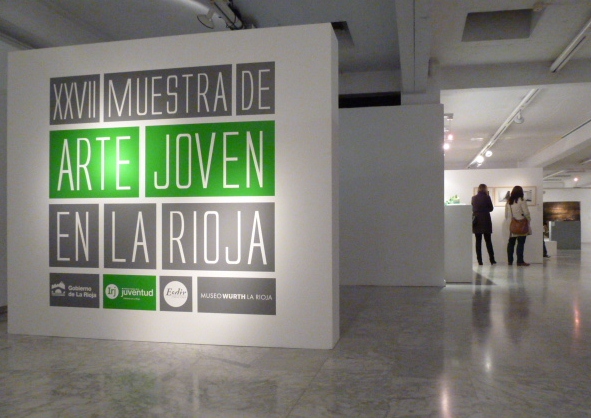 XXVII MUESTRA DE
ARTE JOVEN
EN LA RIOJA
Gobierno
de La Rioja
juventud
MUSEO WURTH LA RIOJA